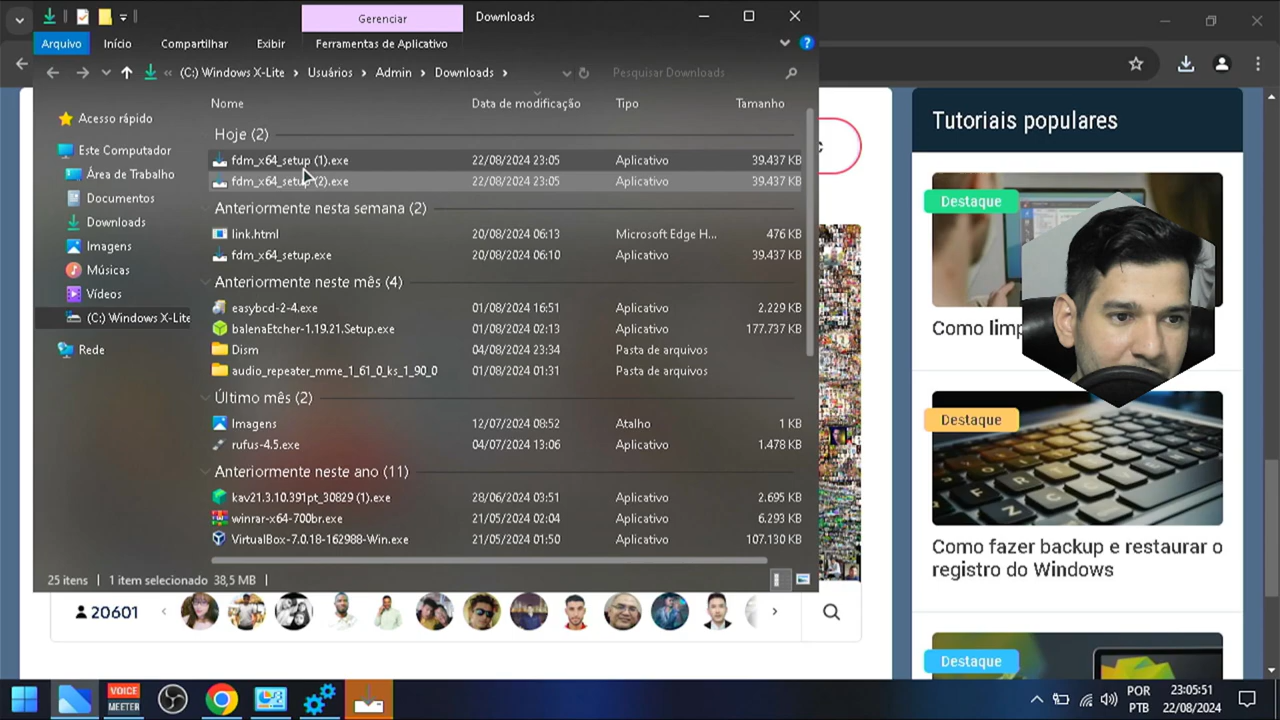 Gerenciar
Downloads
Arquivo
Início
Compartilhar
Exibir
Ferramentas de Aplicativo
«
(C:) Windows X-Lite
Usuários
Admin
Downloads
Pesquisar Downloads
Nome
Data de modificação
Tipo
Tamanho
Acesso rápido
Este Computador
Área de Trabalho
Documentos
Downloads
Imagens
Músicas
Vídeos
(C:) Windows X-Lite
Rede
Hoje (2)
fdm_x64_setup (1).exe 22/08/2024 23:05 Aplicativo 39.437 KB
fdm_x64_setup (2).exe 22/08/2024 23:05 Aplicativo 39.437 KB
Anteriormente nesta semana (2)
link.html 20/08/2024 06:13 Microsoft Edge H... 476 KB
fdm_x64_setup.exe 20/08/2024 06:10 Aplicativo 39.437 KB
Anteriormente neste mês (4)
easybcd-2-4.exe 01/08/2024 16:51 Aplicativo 2.229 KB
balenaEtcher-1.19.21.Setup.exe 01/08/2024 02:13 Aplicativo 177.737 KB
Dism 04/08/2024 23:34 Pasta de arquivos
audio_repeater_mme_1_61_0_ks_1_90_0 01/08/2024 01:31 Pasta de arquivos
Último mês (2)
Imagens 12/07/2024 08:52 Atalho 1 KB
rufus-4.5.exe 04/07/2024 13:06 Aplicativo 1.478 KB
Anteriormente neste ano (11)
kav21.3.10.391pt_30829 (1).exe 28/06/2024 03:51 Aplicativo 2.695 KB
winrar-x64-700br.exe 21/05/2024 02:04 Aplicativo 6.293 KB
VirtualBox-7.0.18-162988-Win.exe 21/05/2024 01:50 Aplicativo 107.130 KB
25 itens
1 item selecionado 38,5 MB
20601
Tutoriais populares
Destaque
Como limp
Destaque
Como fazer backup e restaurar o
registro do Windows
Destaque
VOICE
MEETER
POR
PTB
23:05:51
22/08/2024